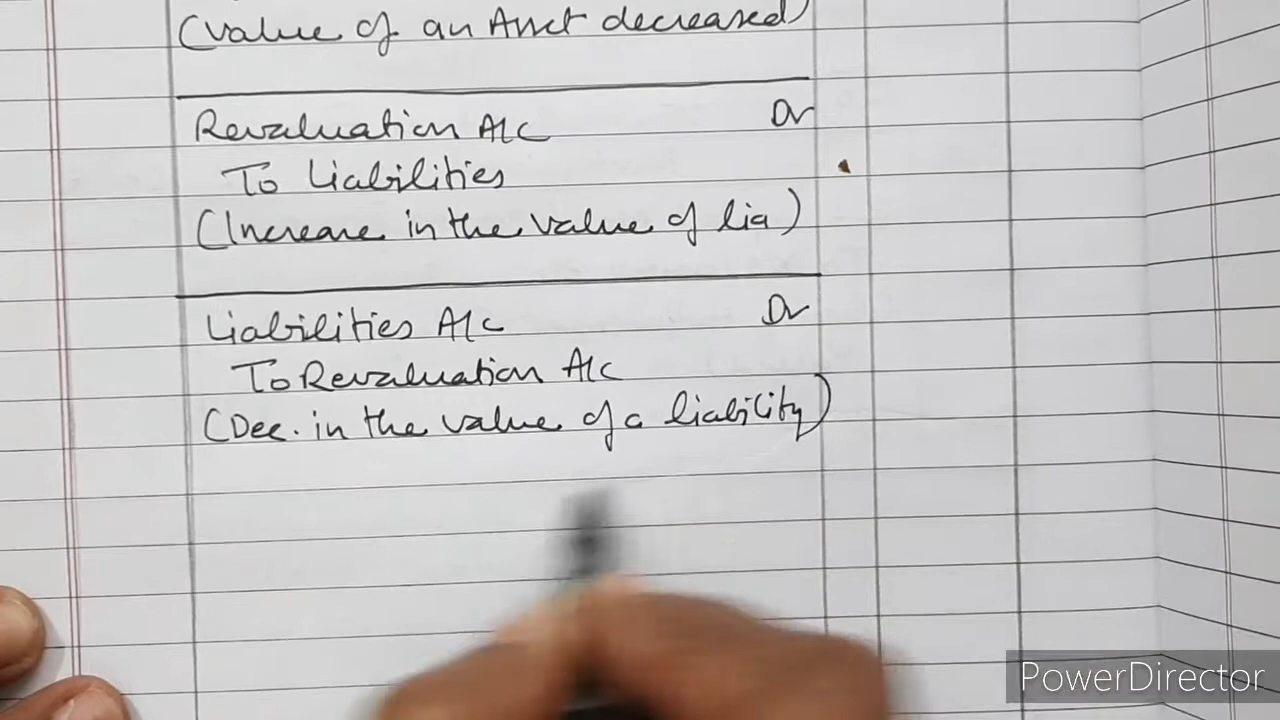 (Value of an Asset decreased)
Revaluation A/c Dr
To Liabilities
(Increase in the value of lia)
Liabilities A/c Dr
To Revaluation A/c
(Dec. in the value of a liability)
PowerDirector